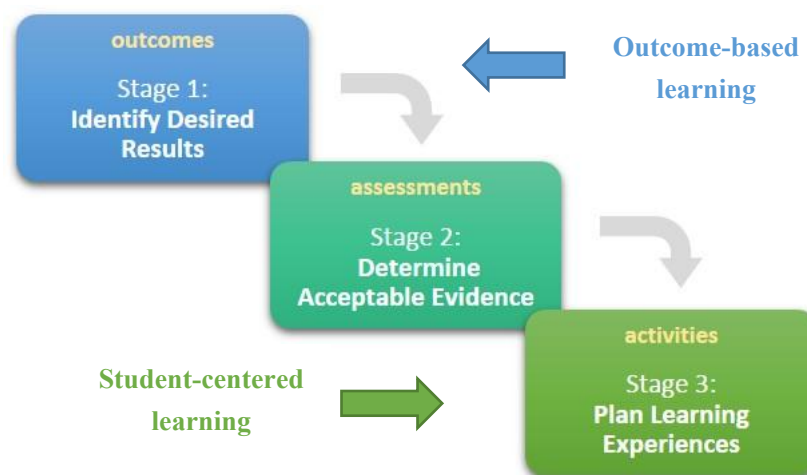 outcomes
Stage 1:
Identify Desired
Results
Outcome-based
learning
assessments
Stage 2:
Determine
Acceptable Evidence
Student-centered
learning
activities
Stage 3:
Plan Learning
Experiences